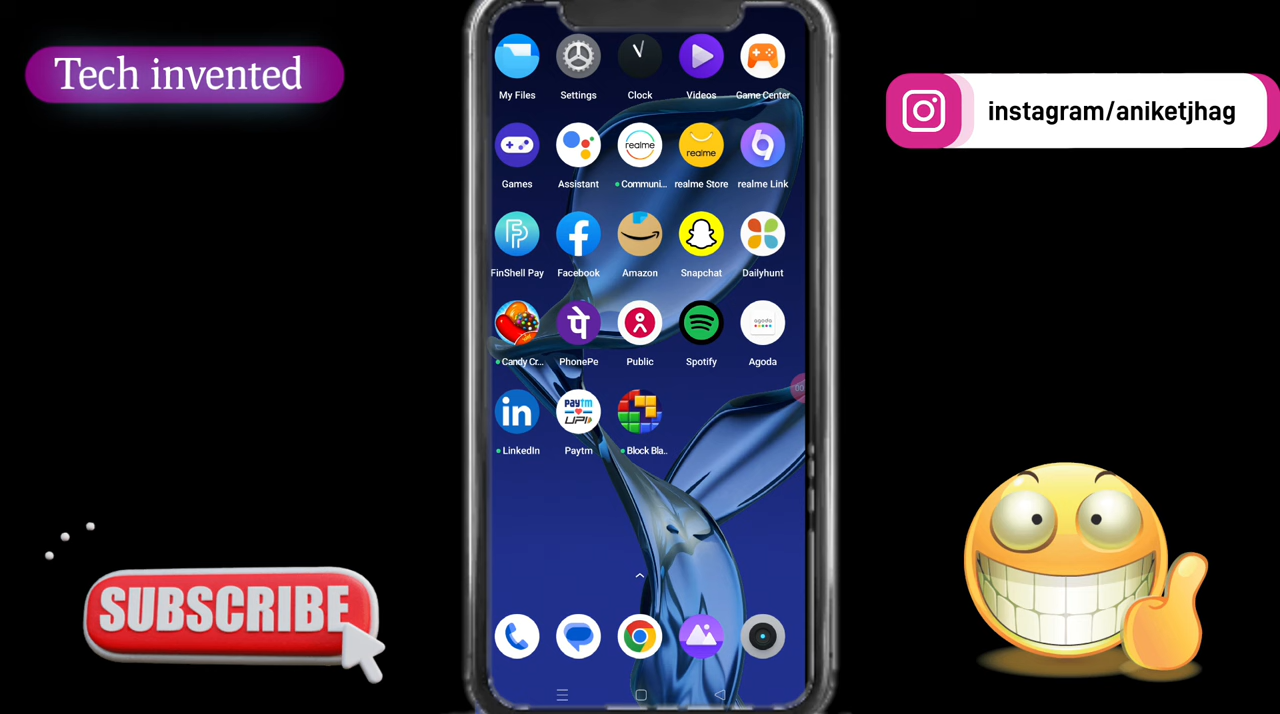 Tech invented
instagram/aniketjhag
My Files
Settings
Clock
Videos
Game Center
realme
realme
Games
Assistant
Communi...
realme Store
realme Link
FinShell Pay
Facebook
Amazon
Snapchat
Dailyhunt
पे
agoda
Candy Cr...
PhonePe
Public
Spotify
Agoda
in
paytm
UPI
LinkedIn
Paytm
Block Bla..
SUBSCRIBE